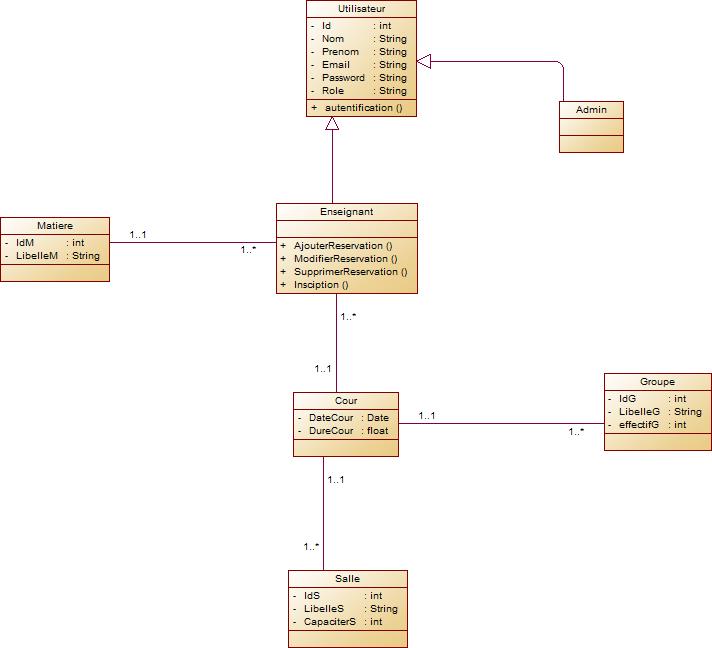 Utilisateur
- Id : int
- Nom : String
- Prenom : String
- Email : String
- Password : String
- Role : String
+ autentification ()
Admin
Enseignant
+ AjouterReservation ()
+ ModifierReservation ()
+ SupprimerReservation ()
+ Insciption ()
Matiere
- IdM : int
- LibelleM : String
1..1
1..*
1..*
1..1
Cour
- DateCour : Date
- DureCour : float
1..1
1..*
Groupe
- IdG : int
- LibelleG : String
- effectifG : int
1..1
1..*
Salle
- IdS : int
- LibelleS : String
- CapaciterS : int